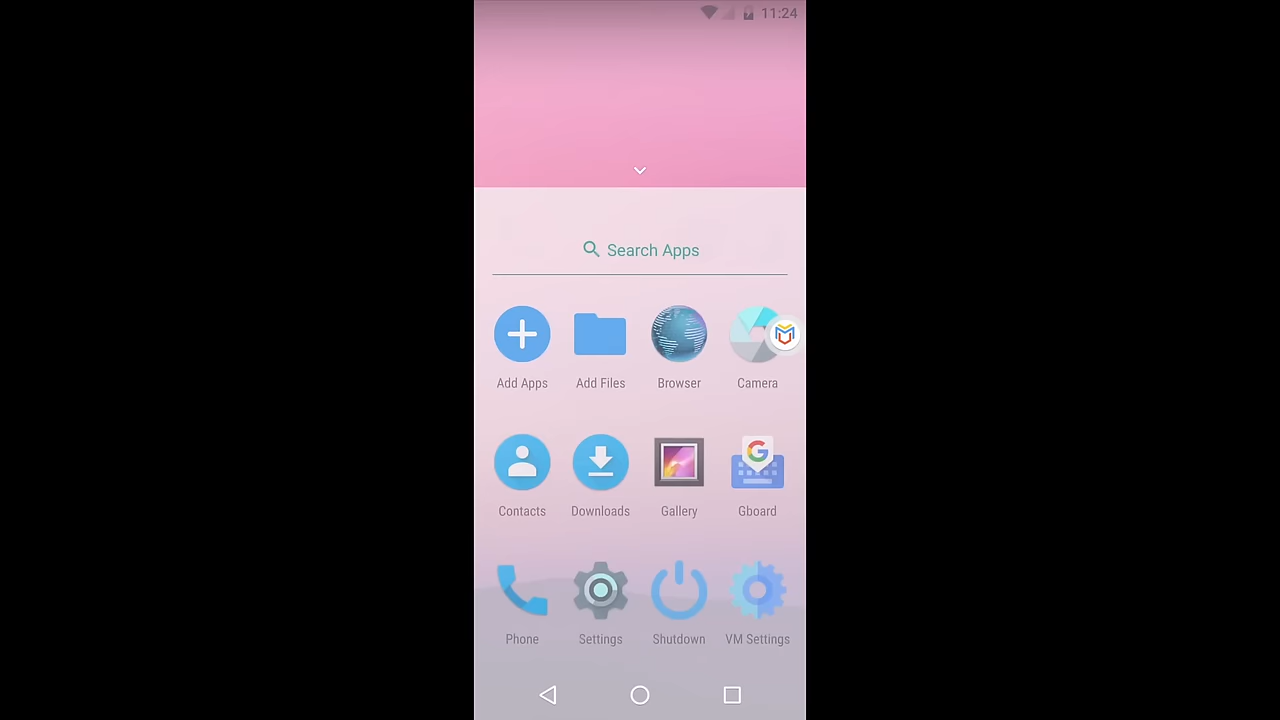 11:24
Search Apps
Add Apps Add Files Browser Camera
Contacts Downloads Gallery Gboard
Phone Settings Shutdown VM Settings